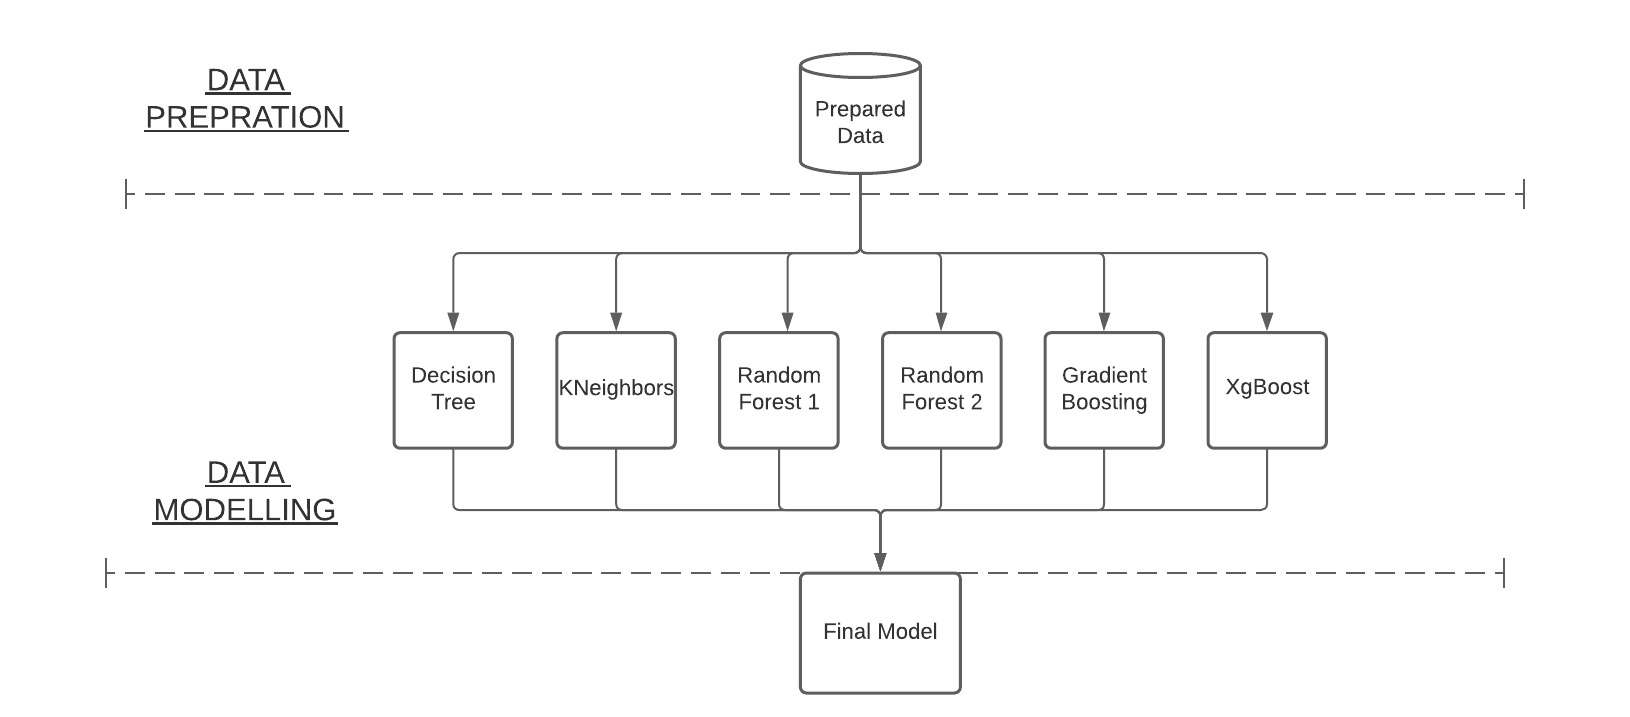 DATA
PREPRATION
Prepared
Data
Decision
Tree
KNeighbors
Random
Forest 1
Random
Forest 2
Gradient
Boosting
XgBoost
DATA
MODELLING
Final Model